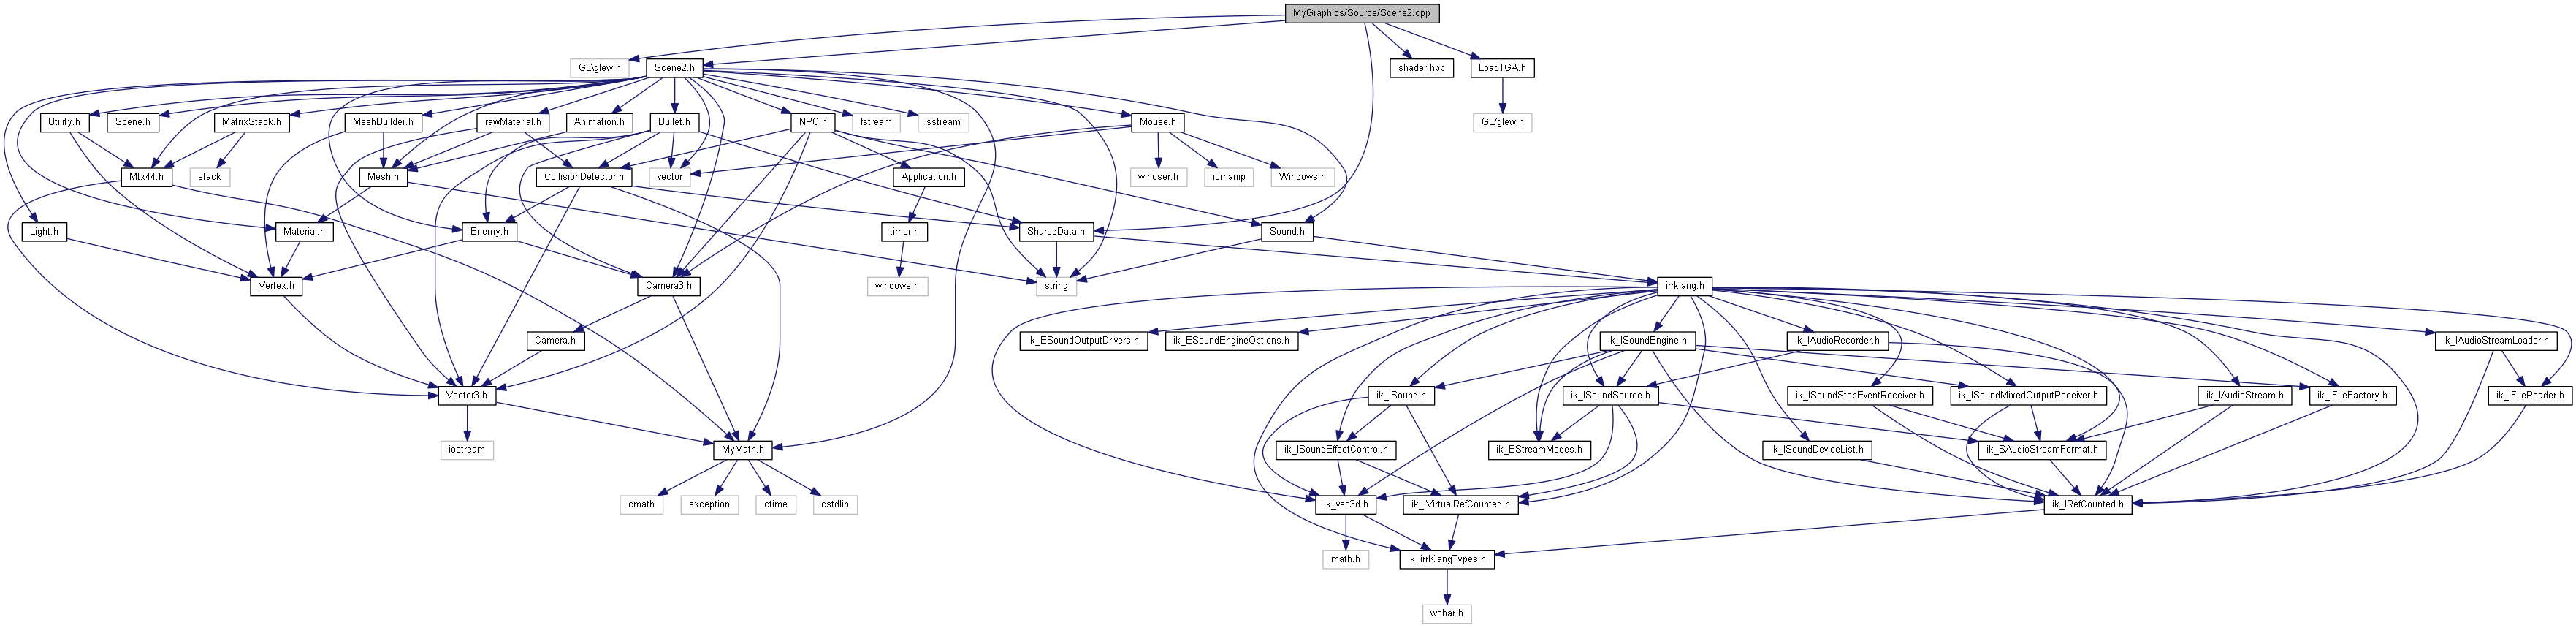 MyGraphics/Source/Scene2.cpp
GL\glew.h
Scene2.h
shader.hpp
LoadTGA.h
Utility.h
Scene.h
MatrixStack.h
MeshBuilder.h
rawMaterial.h
Animation.h
Bullet.h
NPC.h
fstream
sstream
Mouse.h
GL/glew.h
Mtx44.h
stack
Mesh.h
CollisionDetector.h
vector
Application.h
winuser.h
iomanip
Windows.h
Light.h
Material.h
Enemy.h
timer.h
SharedData.h
Sound.h
Vertex.h
Camera3.h
windows.h
string
irrklang.h
Camera.h
ik_ESoundOutputDrivers.h
ik_ESoundEngineOptions.h
ik_ISoundEngine.h
ik_IAudioRecorder.h
ik_IAudioStreamLoader.h
Vector3.h
ik_ISound.h
ik_ISoundSource.h
ik_ISoundStopEventReceiver.h
ik_ISoundMixedOutputReceiver.h
ik_IAudioStream.h
ik_IFileFactory.h
ik_IFileReader.h
iostream
MyMath.h
ik_ISoundEffectControl.h
ik_EStreamModes.h
ik_ISoundDeviceList.h
ik_SAudioStreamFormat.h
cmath
exception
ctime
cstdlib
ik_vec3d.h
ik_IVirtualRefCounted.h
ik_IRefCounted.h
math.h
ik_irrKlangTypes.h
wchar.h